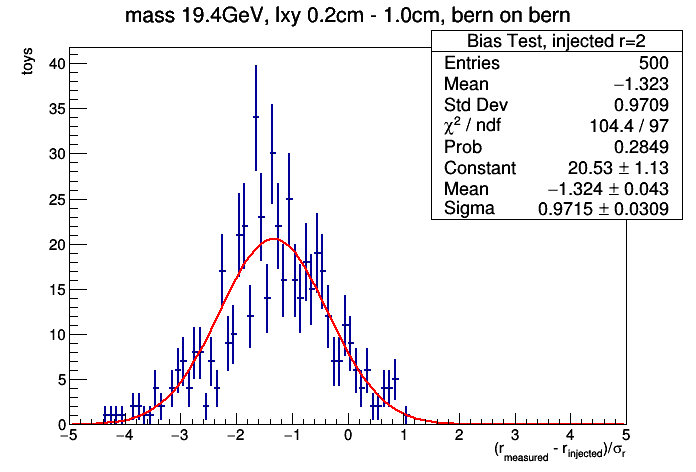 mass 19.4GeV, lxy 0.2cm - 1.0cm, bern on bern
Bias Test, injected r=2
Entries 500
Mean −1.323
Std Dev 0.9709
χ² / ndf 104.4 / 97
Prob 0.2849
Constant 20.53 ± 1.13
Mean −1.324 ± 0.043
Sigma 0.9715 ± 0.0309
toys
40
35
30
25
20
15
10
5
0
−5 −4 −3 −2 −1 0 1 2 3 4 5
(r_measured - r_injected)/σ_r